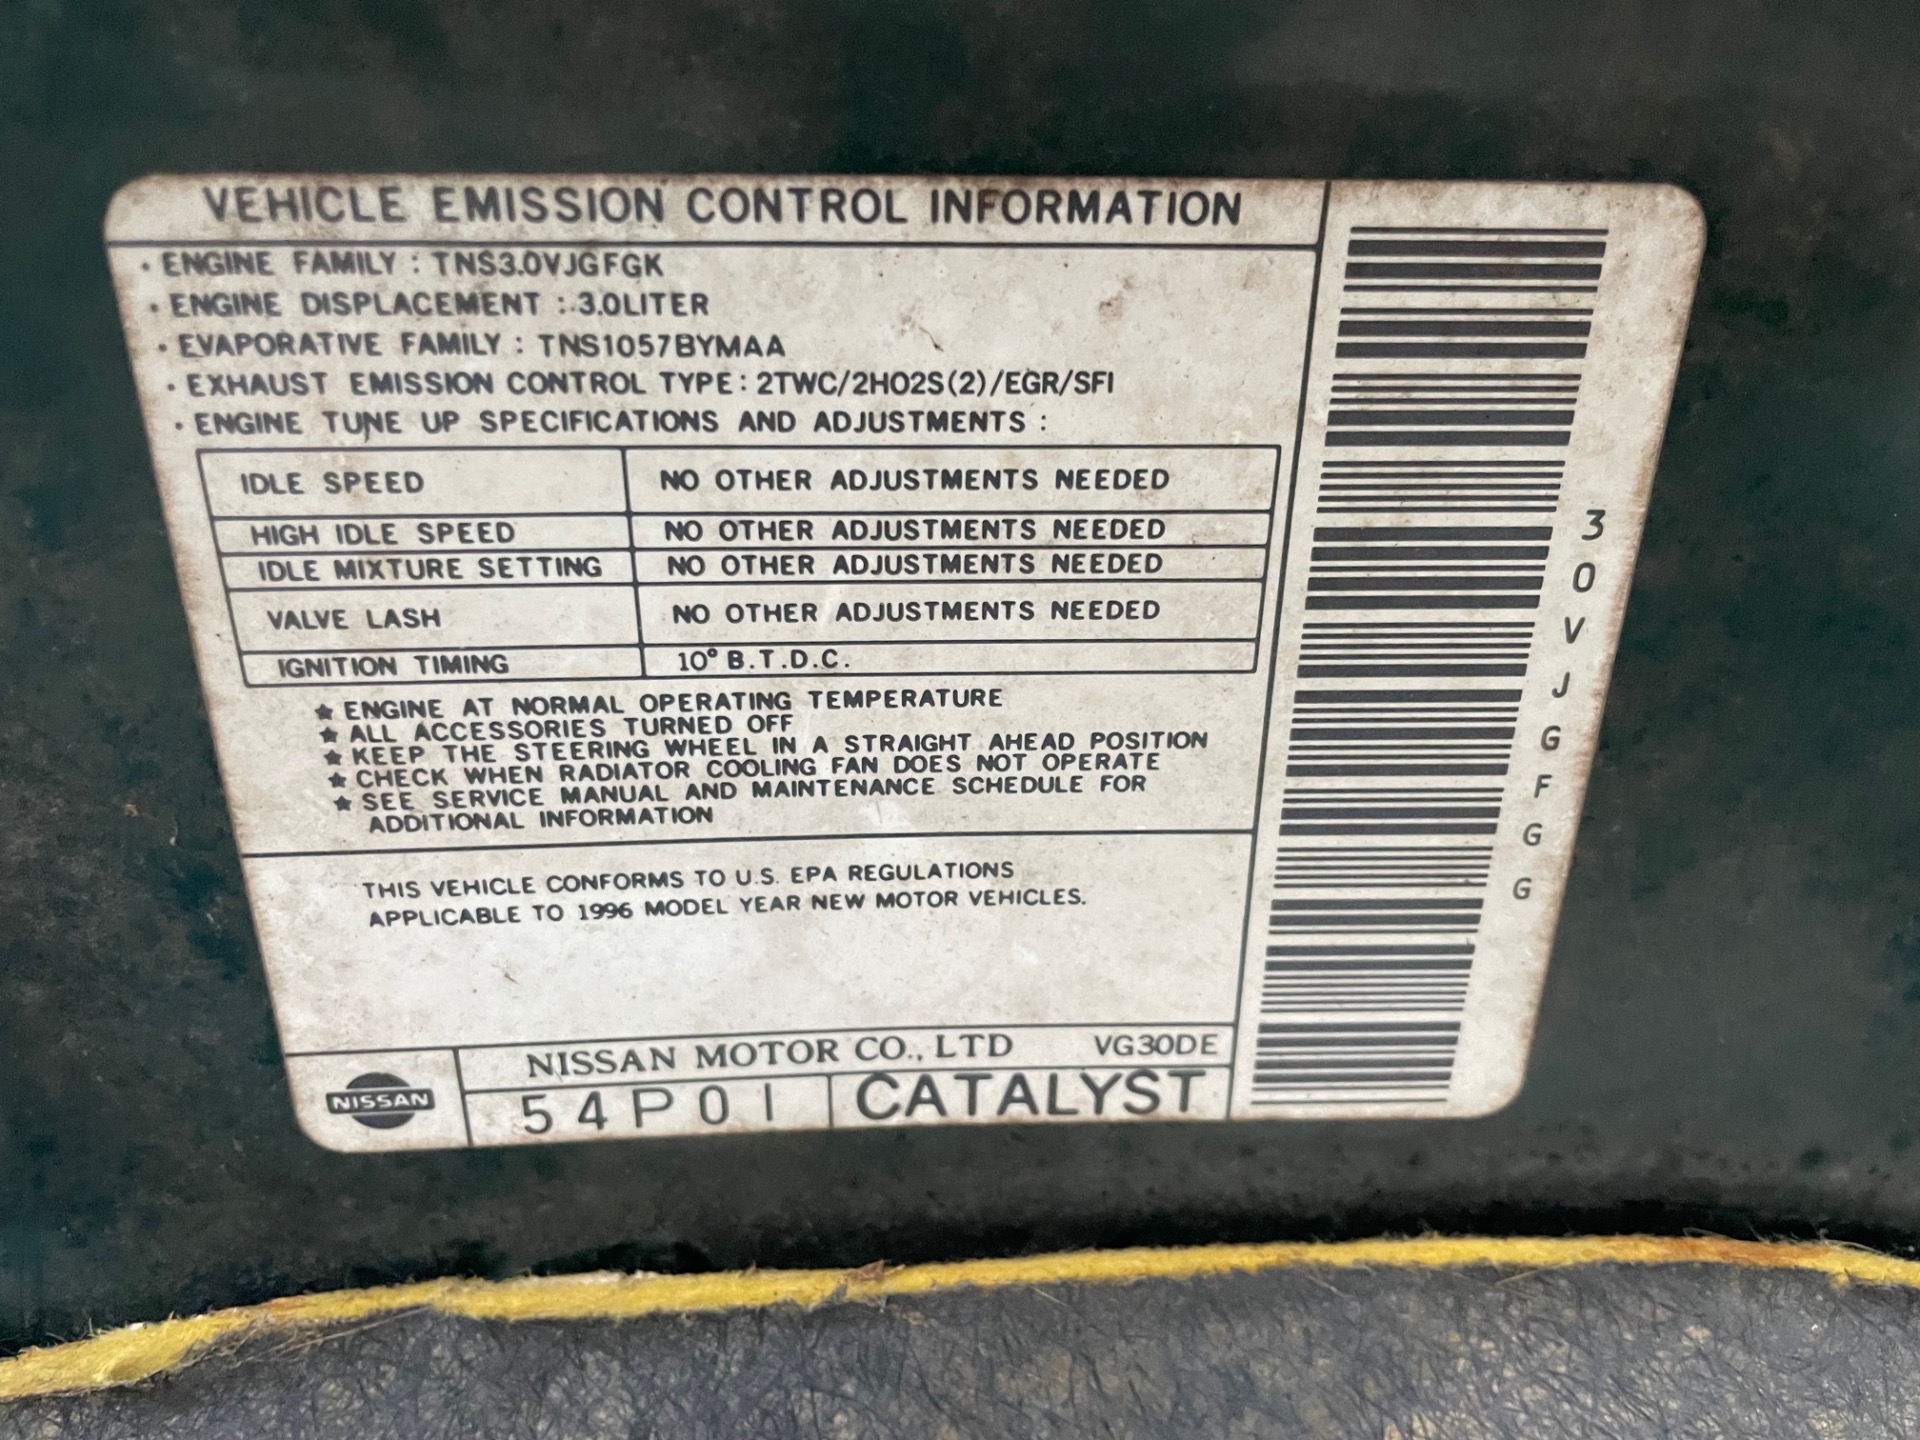 VEHICLE EMISSION CONTROL INFORMATION
· ENGINE FAMILY : TNS3.0VJGFGK
· ENGINE DISPLACEMENT : 3.0LITER
· EVAPORATIVE FAMILY : TNS1057BYMAA
· EXHAUST EMISSION CONTROL TYPE : 2TWC/2HO2S(2)/EGR/SFI
· ENGINE TUNE UP SPECIFICATIONS AND ADJUSTMENTS :
IDLE SPEED NO OTHER ADJUSTMENTS NEEDED
HIGH IDLE SPEED NO OTHER ADJUSTMENTS NEEDED
IDLE MIXTURE SETTING NO OTHER ADJUSTMENTS NEEDED
VALVE LASH NO OTHER ADJUSTMENTS NEEDED
IGNITION TIMING 10° B.T.D.C.
★ ENGINE AT NORMAL OPERATING TEMPERATURE
★ ALL ACCESSORIES TURNED OFF
★ KEEP THE STEERING WHEEL IN A STRAIGHT AHEAD POSITION
★ CHECK WHEN RADIATOR COOLING FAN DOES NOT OPERATE
★ SEE SERVICE MANUAL AND MAINTENANCE SCHEDULE FOR
ADDITIONAL INFORMATION
THIS VEHICLE CONFORMS TO U.S. EPA REGULATIONS
APPLICABLE TO 1996 MODEL YEAR NEW MOTOR VEHICLES.
NISSAN
NISSAN MOTOR CO., LTD VG30DE
54P01 CATALYST
30VJGFGG